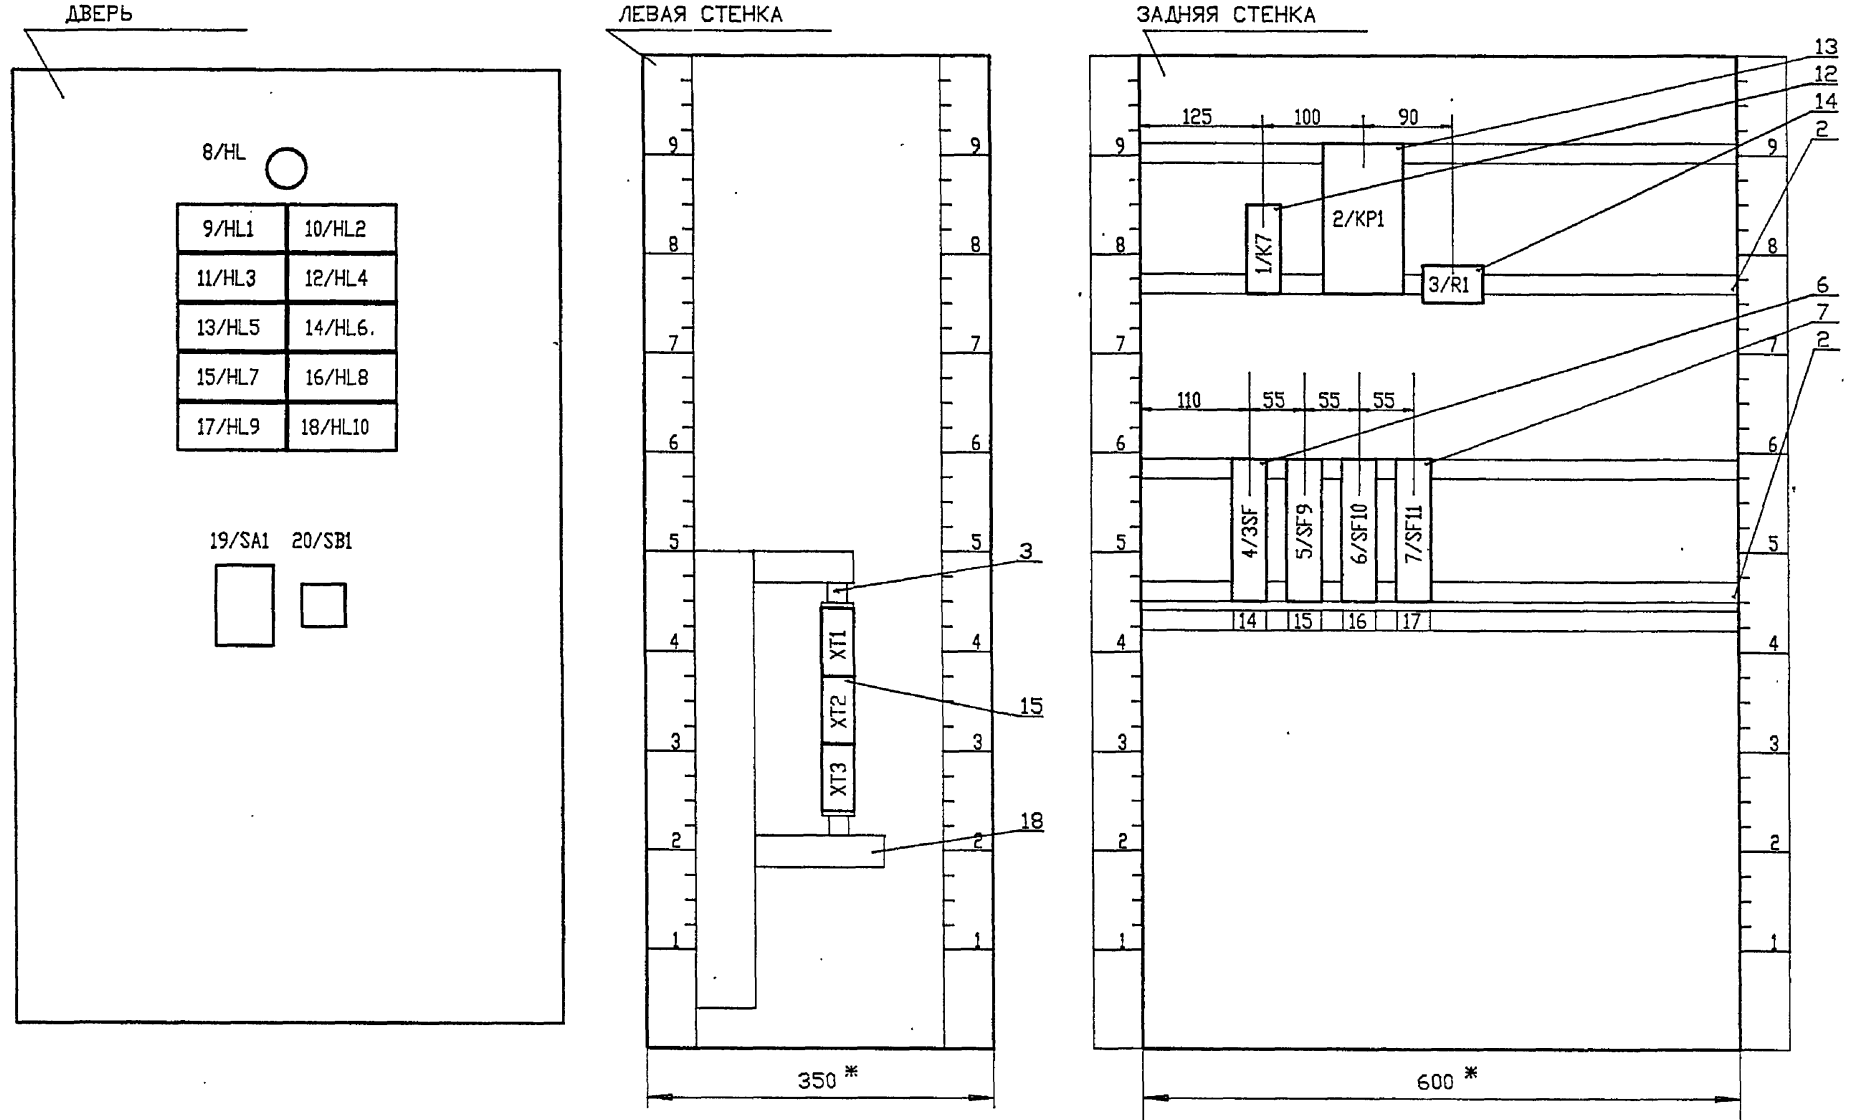 ДВЕРЬ
8/HL
9/HL1 10/HL2
11/HL3 12/HL4
13/HL5 14/HL6.
15/HL7 16/HL8
17/HL9 18/HL10
19/SA1 20/SB1
ЛЕВАЯ СТЕНКА
9 9
8 8
7 7
6 6
5 5
4 4
3 3
2 2
1 1
3
XT1
XT2
15
XT3
18
350 *
ЗАДНЯЯ СТЕНКА
13
12
14
2
125 100 90
9 9
2/KP1
1/K7
8 8
3/R1
6
7
2
7 7
110 55 55 55
6 6
4/3SF 5/SF9 6/SF10 7/SF11
5 5
14 15 16 17
4 4
3 3
2 2
1 1
600 *